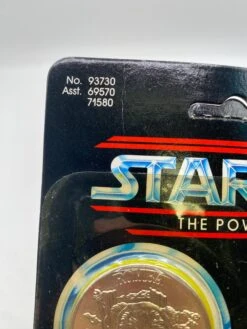 No. 93730
Asst. 69570
71580
STAR
THE POW